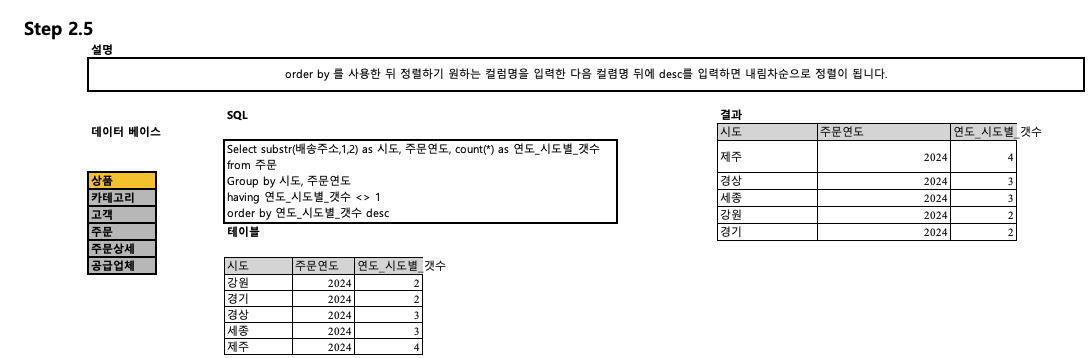 Step 2.5
설명
order by 를 사용한 뒤 정렬하기 원하는 컬럼명을 입력한 다음 컬렴명 뒤에 desc를 입력하면 내림차순으로 정렬이 됩니다.
데이터 베이스
상품
카테고리
고객
주문
주문상세
공급업체
SQL
Select substr(배송주소,1,2) as 시도, 주문연도, count(*) as 연도_시도별_갯수
from 주문
Group by 시도, 주문연도
having 연도_시도별_갯수 <> 1
order by 연도_시도별_갯수 desc
테이블
시도 주문연도 연도_시도별_갯수
강원 2024 2
경기 2024 2
경상 2024 3
세종 2024 3
제주 2024 4
결과
시도 주문연도 연도_시도별_갯수
제주 2024 4
경상 2024 3
세종 2024 3
강원 2024 2
경기 2024 2